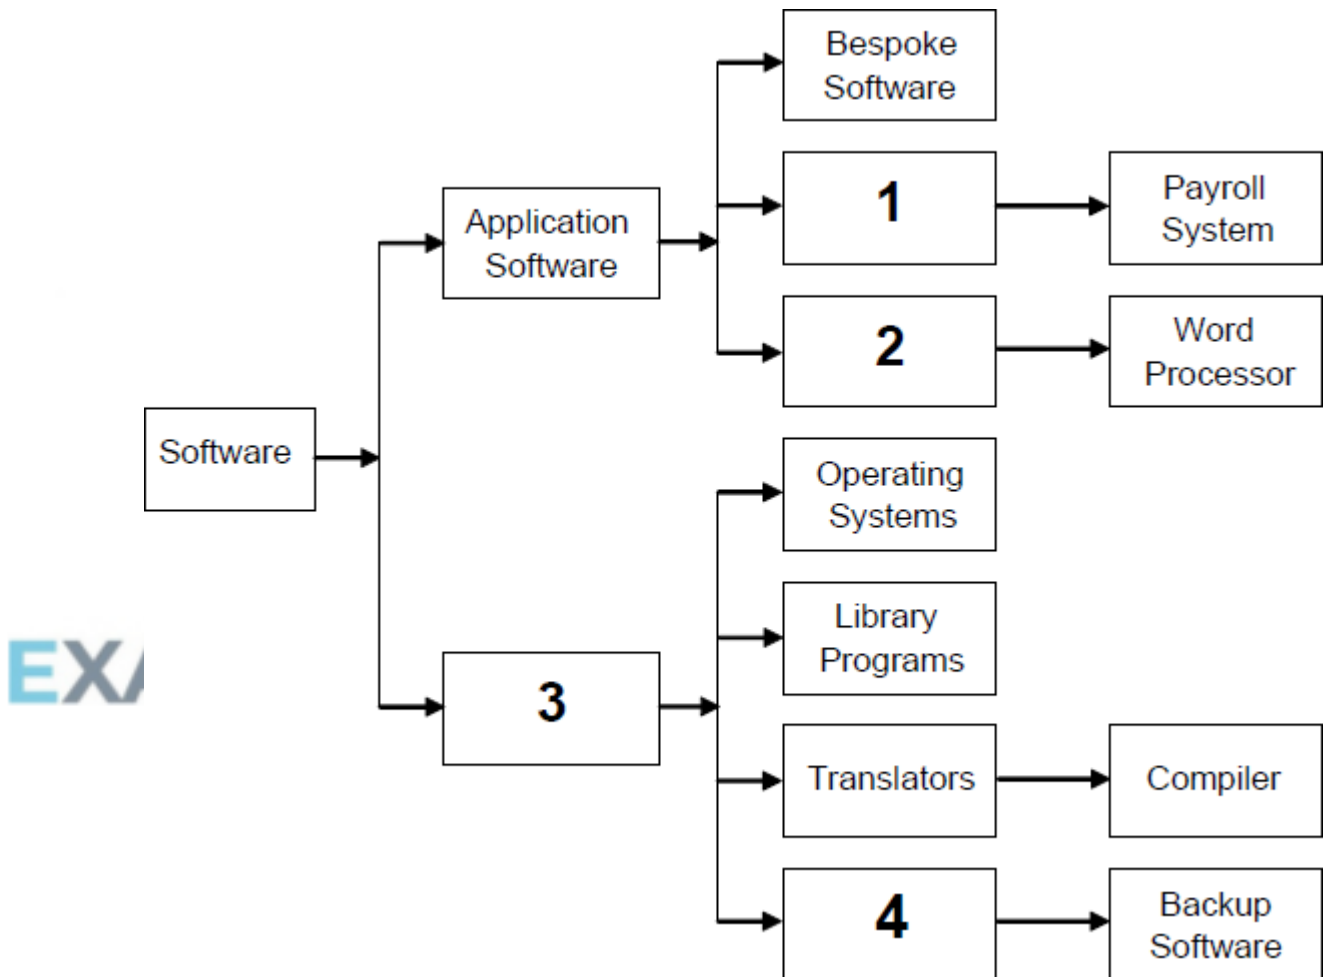 Bespoke
Software
1
Payroll
System
Application
Software
2
Word
Processor
Software
Operating
Systems
Library
Programs
EXA
3
Translators
Compiler
4
Backup
Software